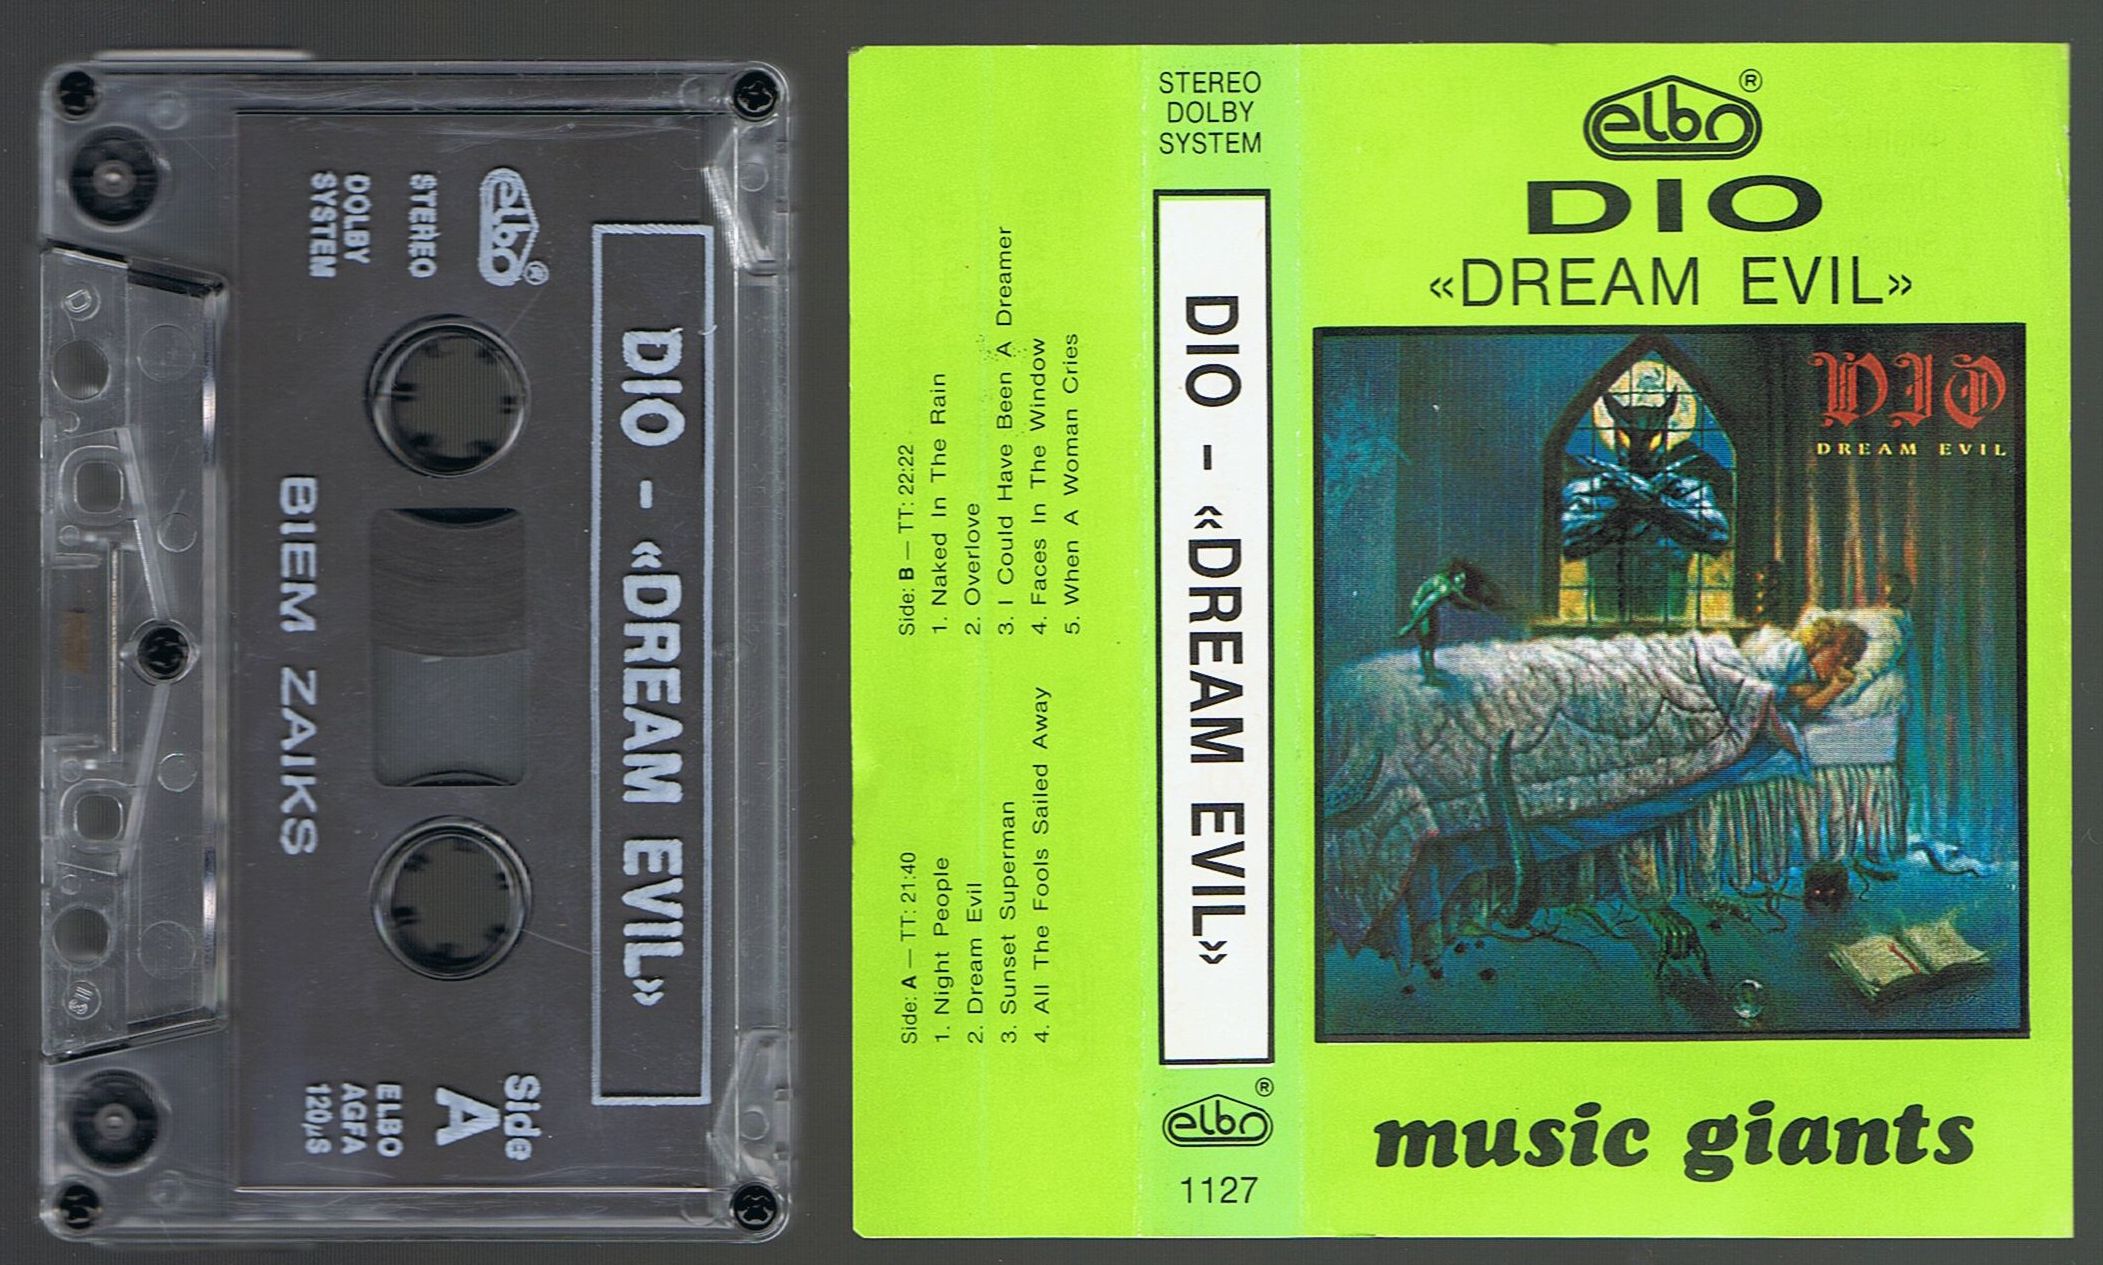 elbo ®
STEREO
DOLBY
SYSTEM
DIO - «DREAM EVIL»
BIEM ZAIKS
Side
A
ELBO
AGFA
120µS
Side: A — TT: 21:40
1. Night People
2. Dream Evil
3. Sunset Superman
4. All The Fools Sailed Away
Side: B — TT: 22:22
1. Naked In The Rain
2. Overlove
3. I Could Have Been A Dreamer
4. Faces In The Window
5. When A Woman Cries
STEREO
DOLBY
SYSTEM
DIO - «DREAM EVIL»
elbo ®
1127
elbo ®
DIO
«DREAM EVIL»
DIO
DREAM EVIL
music giants